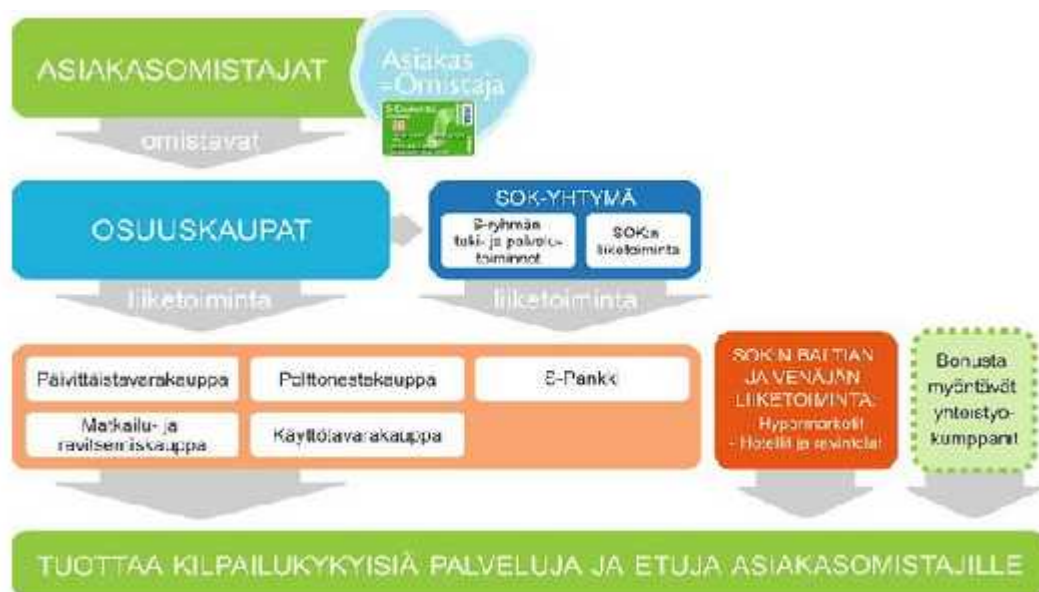 ASIAKASOMISTAJAT
Asiakas
=Omistaja
omistavat
OSUUSKAUPAT
SOK-YHTYMÄ
S-ryhmän
tuki- ja palvelu-
toiminnot
SOK:n
liiketoiminta
liiketoiminta
liiketoiminta
Päivittäistavarakauppa
Polttonestekauppa
S-Pankki
Matkailu- ja
ravitsemiskauppa
Käyttötavarakauppa
SOK:N BALTIAN
JA VENÄJÄN
LIIKETOIMINTA:
- Hypermarketit
- Hotellit ja ravintolat
Bonusta
myöntävät
yhteistyö-
kumppanit
TUOTTAA KILPAILUKYKYISIÄ PALVELUJA JA ETUJA ASIAKASOMISTAJILLE